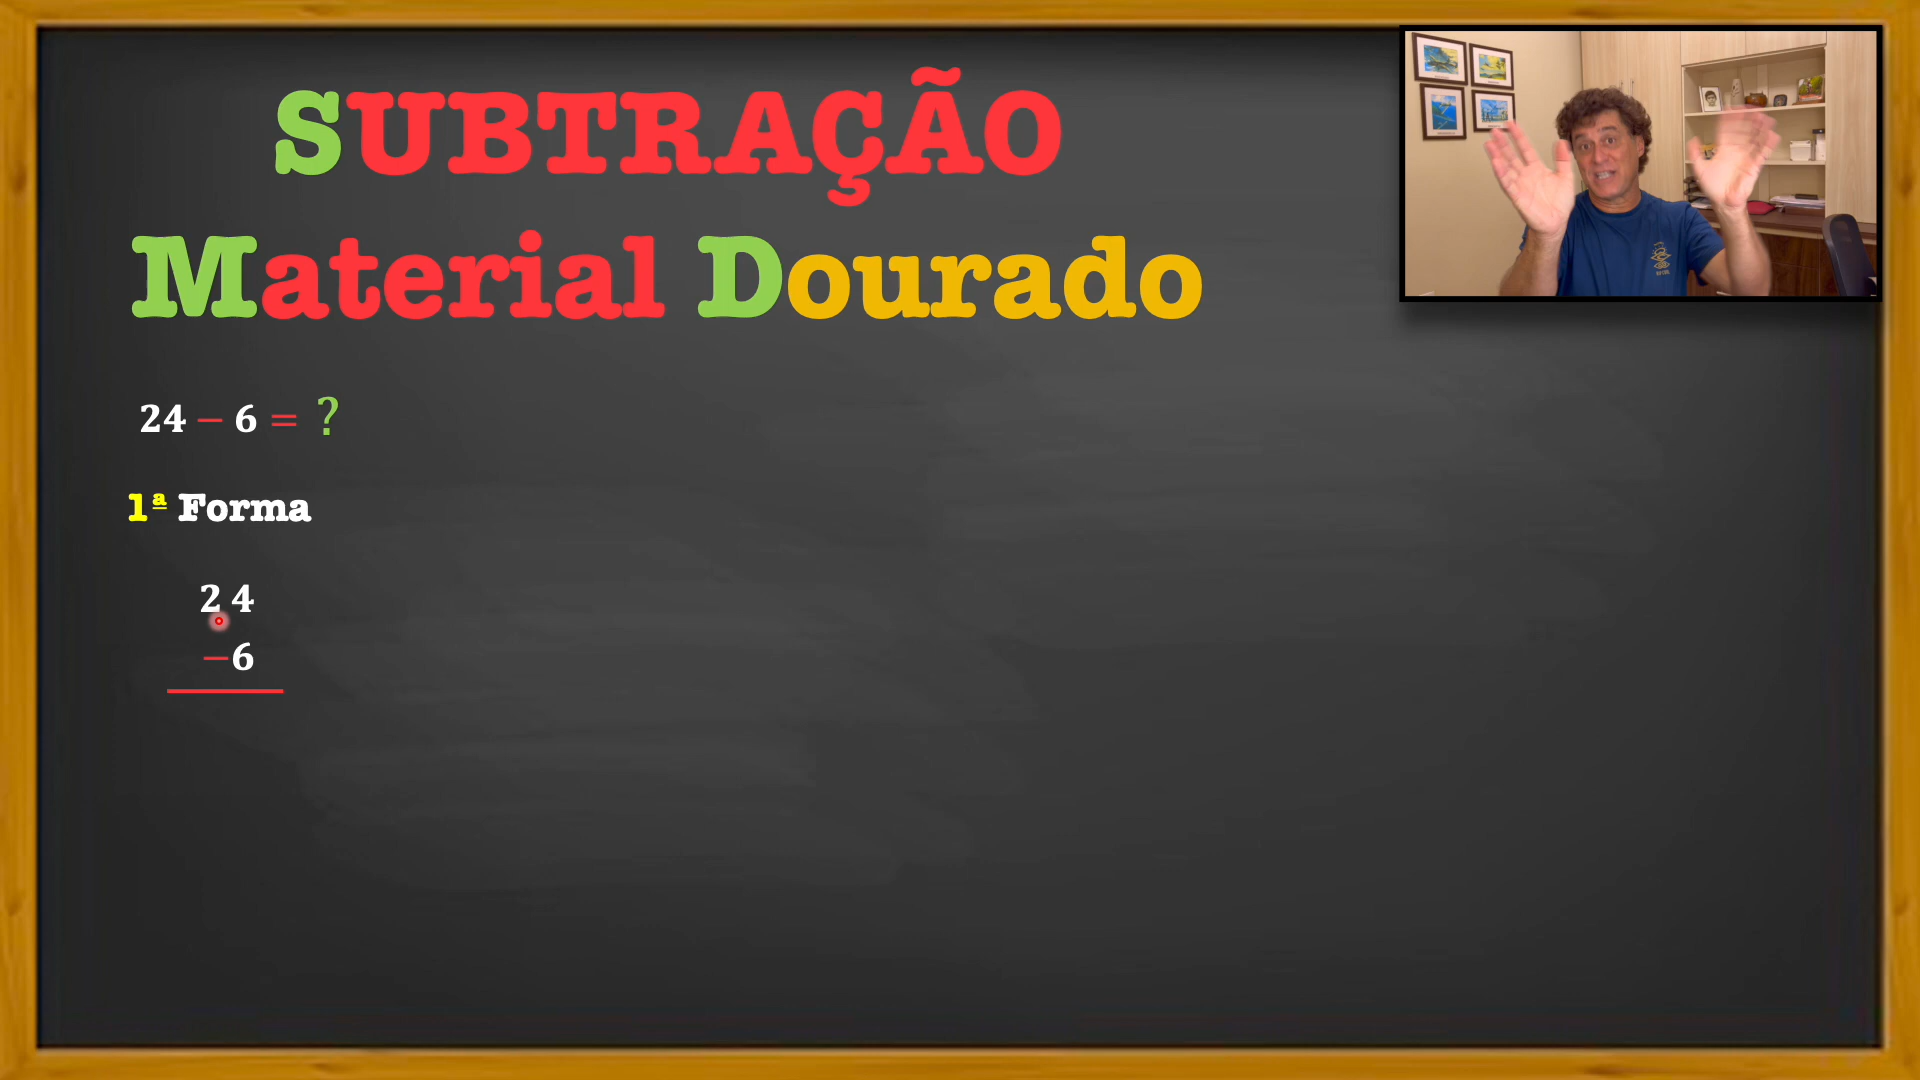 SUBTRAÇÃO
Material Dourado
24 − 6 = ?
1ª Forma
2 4
−6